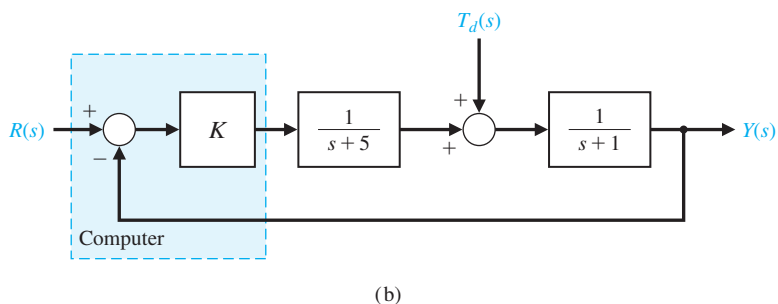 T_d(s)
R(s)
+
−
K
1
s + 5
+
+
1
s + 1
Y(s)
Computer
(b)